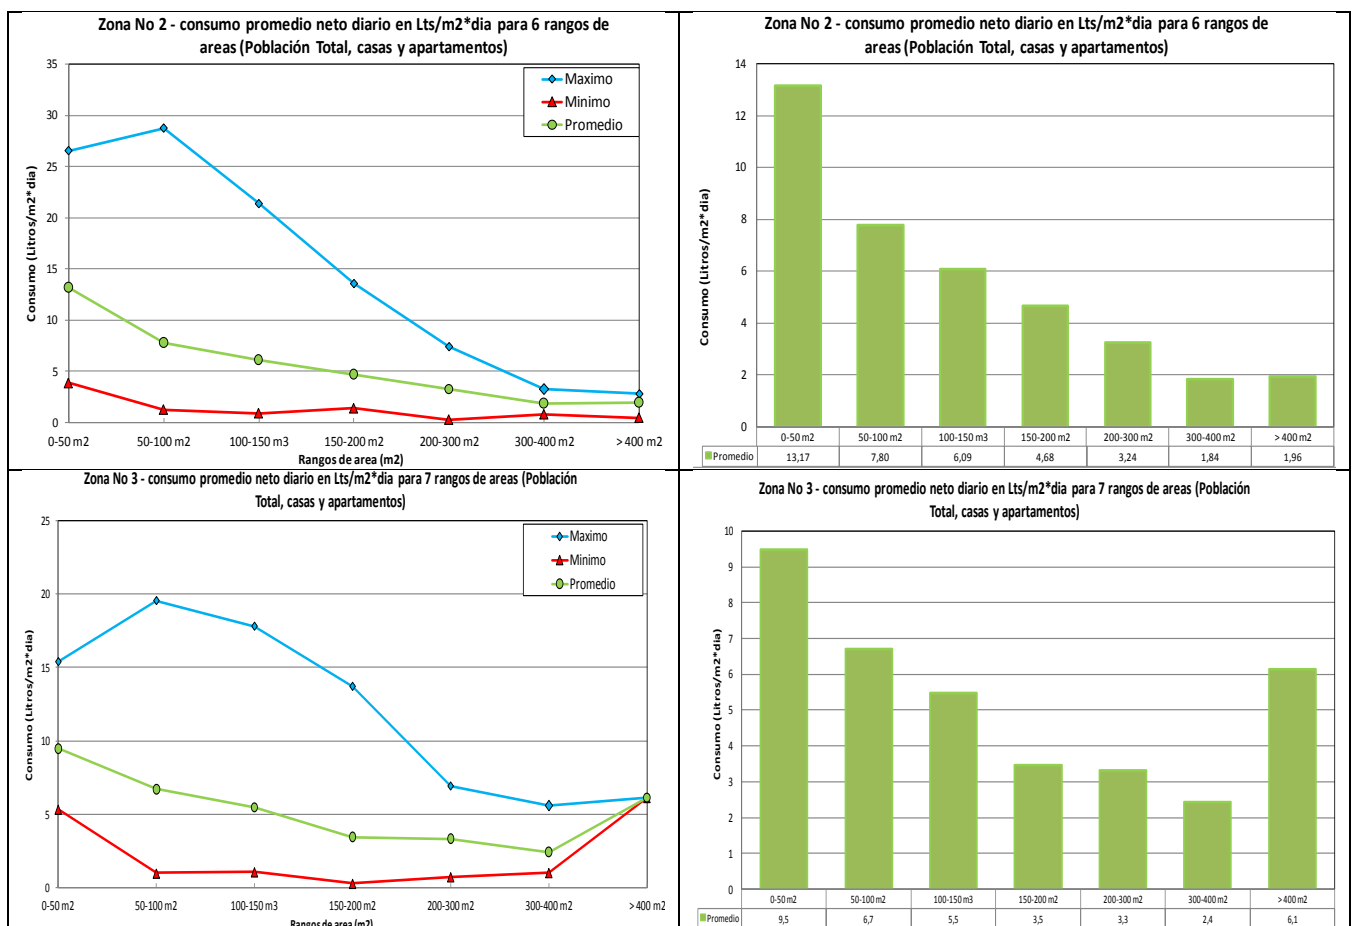 Zona No 2 - consumo promedio neto diario en Lts/m2*dia para 6 rangos de
areas (Población Total, casas y apartamentos)
35
30
25
20
15
10
5
0
Consumo (Litros/m2*dia)
Maximo
Minimo
Promedio
0-50 m2 50-100 m2 100-150 m3 150-200 m2 200-300 m2 300-400 m2 > 400 m2
Rangos de area (m2)
Zona No 2 - consumo promedio neto diario en Lts/m2*dia para 6 rangos de
areas (Población Total, casas y apartamentos)
14
12
10
8
6
4
2
0
Consumo (Litros/m2*dia)
0-50 m2 50-100 m2 100-150 m3 150-200 m2 200-300 m2 300-400 m2 > 400 m2
Promedio 13,17 7,80 6,09 4,68 3,24 1,84 1,96
Zona No 3 - consumo promedio neto diario en Lts/m2*dia para 7 rangos de areas (Población
Total, casas y apartamentos)
25
20
15
10
5
0
Consumo (Litros/m2*dia)
Maximo
Minimo
Promedio
0-50 m2 50-100 m2 100-150 m3 150-200 m2 200-300 m2 300-400 m2 > 400 m2
Rangos de area (m2)
Zona No 3 - consumo promedio neto diario en Lts/m2*dia para 7 rangos de areas (Población
Total, casas y apartamentos)
10
9
8
7
6
5
4
3
2
1
0
Consumo (Litros/m2*dia)
0-50 m2 50-100 m2 100-150 m3 150-200 m2 200-300 m2 300-400 m2 > 400 m2
Promedio 9,5 6,7 5,5 3,5 3,3 2,4 6,1